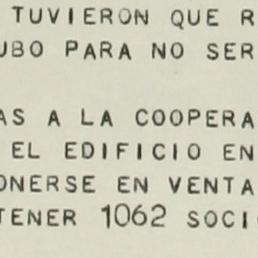 TUVIERON QUE R
UBO PARA NO SER
AS A LA COOPERA
EL EDIFICIO EN
ONERSE EN VENTA
TENER 1062 SOCI